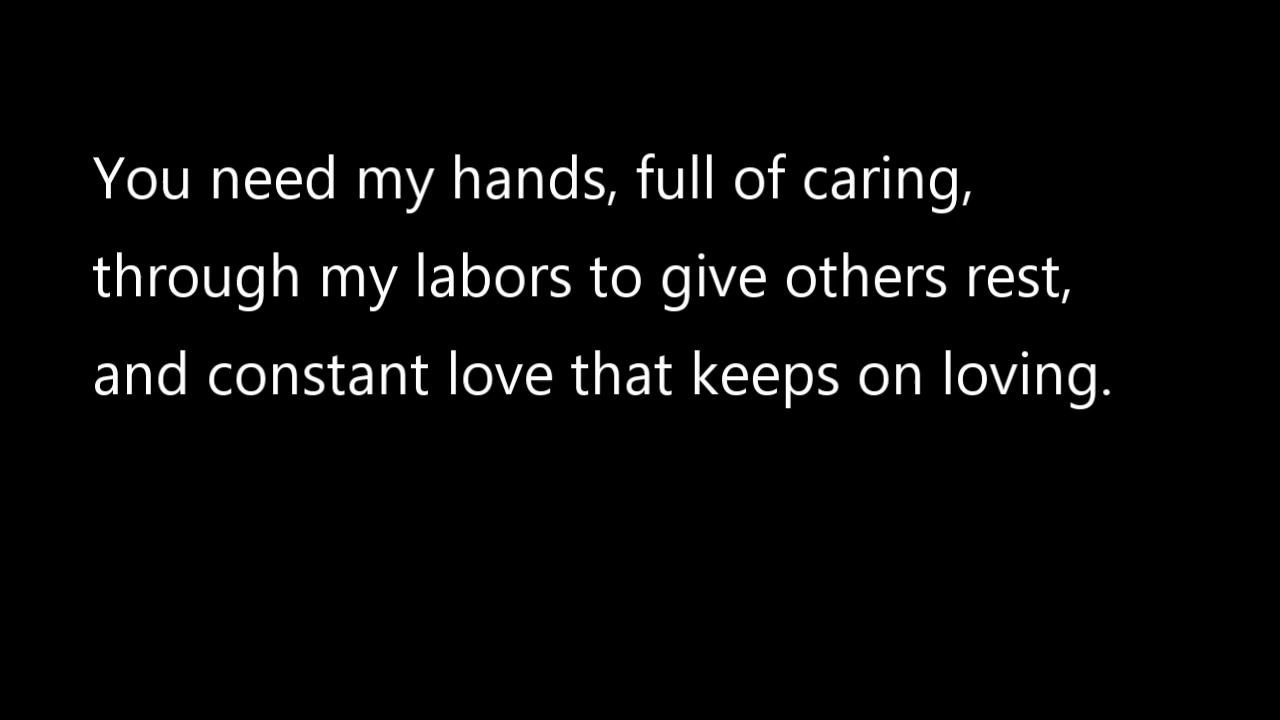 You need my hands, full of caring,
through my labors to give others rest,
and constant love that keeps on loving.